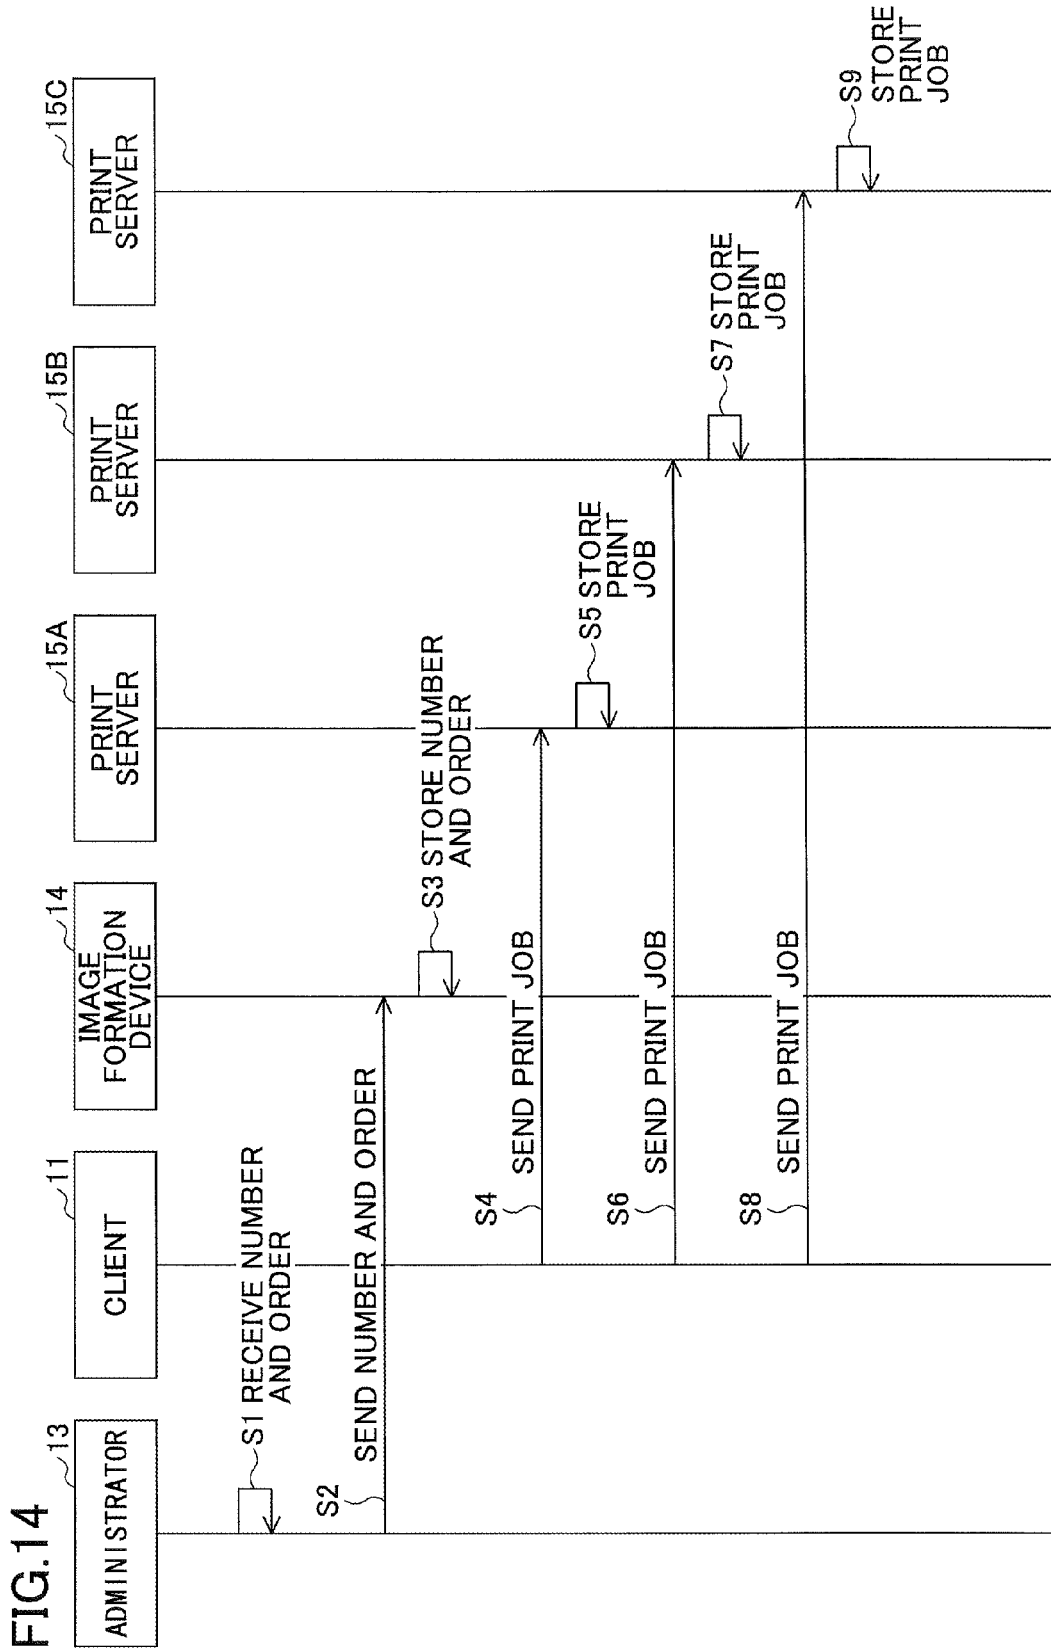 FIG.14
13
ADMINISTRATOR
11
CLIENT
14
IMAGE
FORMATION
DEVICE
15A
PRINT
SERVER
15B
PRINT
SERVER
15C
PRINT
SERVER
S1 RECEIVE NUMBER
AND ORDER
S2
SEND NUMBER AND ORDER
S3 STORE NUMBER
AND ORDER
S4
SEND PRINT JOB
S5 STORE
PRINT
JOB
S6
SEND PRINT JOB
S7 STORE
PRINT
JOB
S8
SEND PRINT JOB
S9
STORE
PRINT
JOB